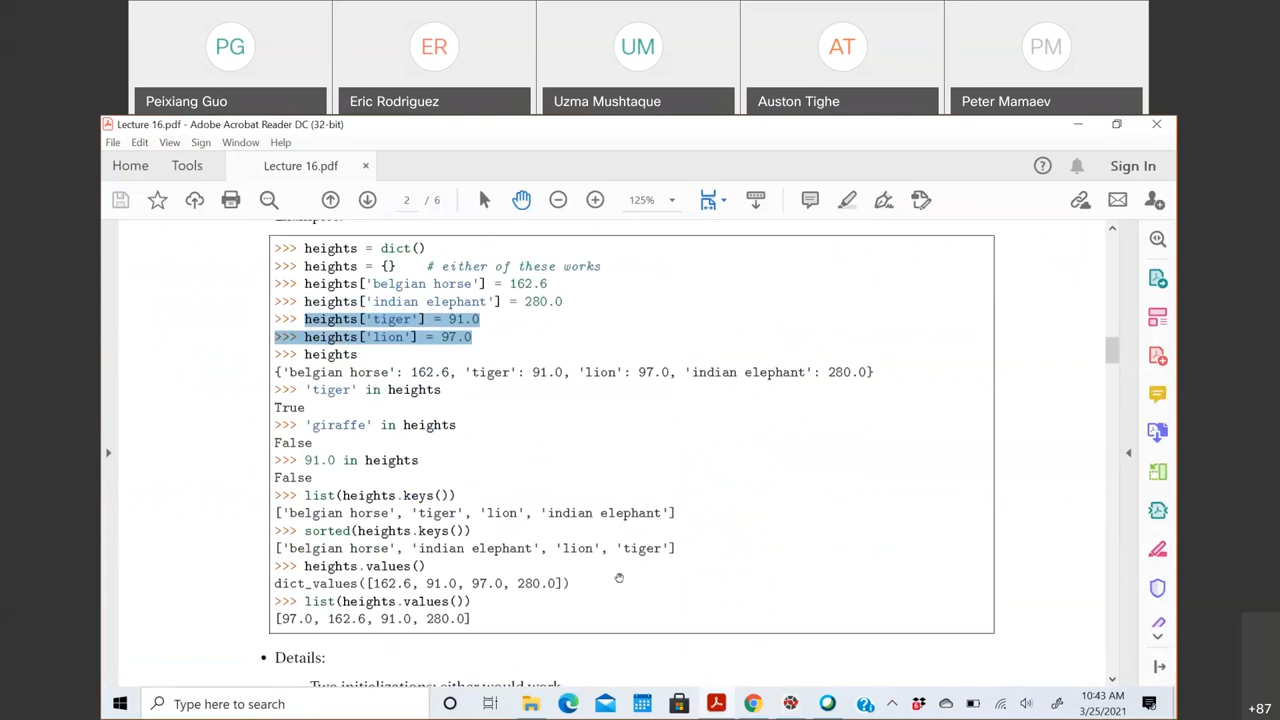 PG
ER
UM
AT
PM
Peixiang Guo
Eric Rodriguez
Uzma Mushtaque
Auston Tighe
Peter Mamaev
Lecture 16.pdf - Adobe Acrobat Reader DC (32-bit)
File Edit View Sign Window Help
Home Tools Lecture 16.pdf × Sign In
2 / 6 125%
>>> heights = dict()
>>> heights = {} # either of these works
>>> heights['belgian horse'] = 162.6
>>> heights['indian elephant'] = 280.0
>>> heights['tiger'] = 91.0
>>> heights['lion'] = 97.0
>>> heights
{'belgian horse': 162.6, 'tiger': 91.0, 'lion': 97.0, 'indian elephant': 280.0}
>>> 'tiger' in heights
True
>>> 'giraffe' in heights
False
>>> 91.0 in heights
False
>>> list(heights.keys())
['belgian horse', 'tiger', 'lion', 'indian elephant']
>>> sorted(heights.keys())
['belgian horse', 'indian elephant', 'lion', 'tiger']
>>> heights.values()
dict_values([162.6, 91.0, 97.0, 280.0])
>>> list(heights.values())
[97.0, 162.6, 91.0, 280.0]
• Details:
Two initializations; either would work
Type here to search
10:43 AM
3/25/2021
+87